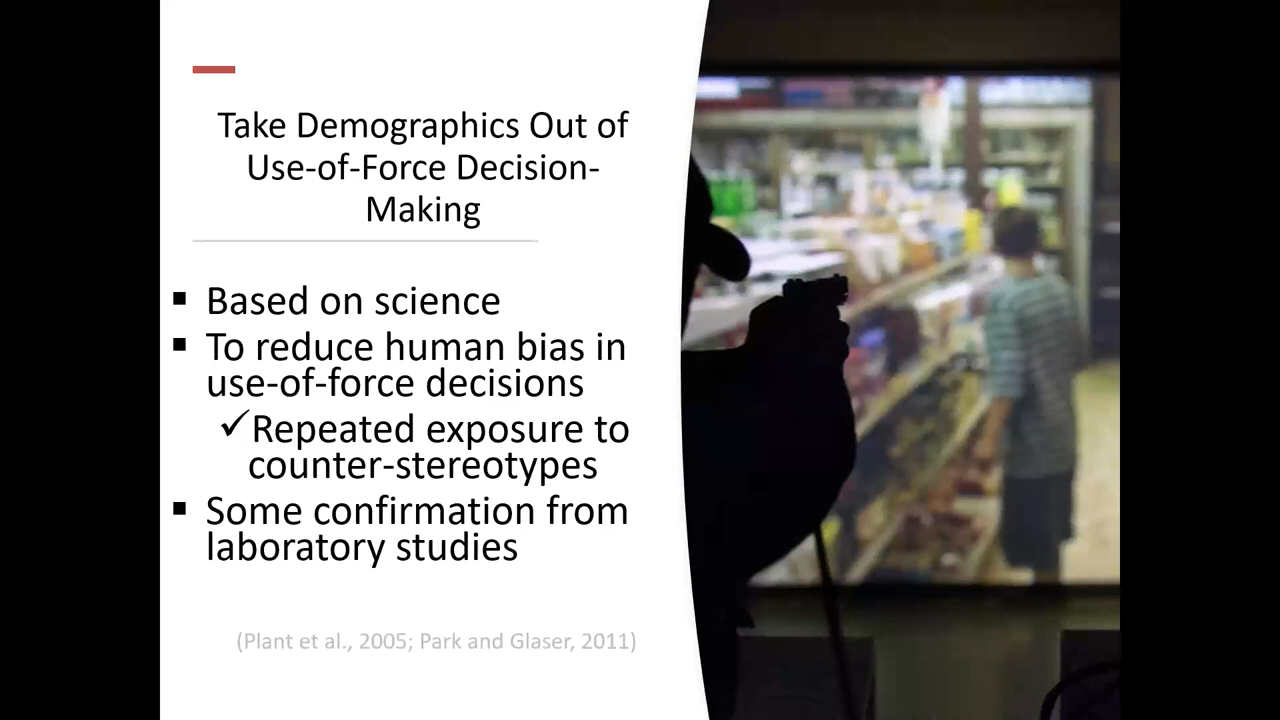 Take Demographics Out of
Use-of-Force Decision-
Making
▪ Based on science
▪ To reduce human bias in
use-of-force decisions
✓Repeated exposure to
counter-stereotypes
▪ Some confirmation from
laboratory studies
(Plant et al., 2005; Park and Glaser, 2011)